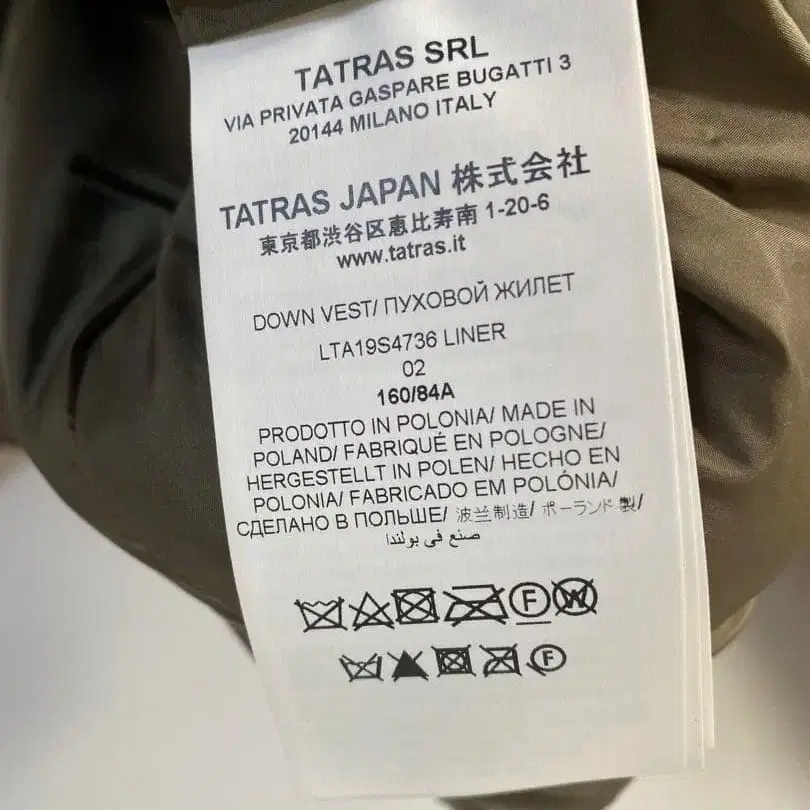 TATRAS SRL
VIA PRIVATA GASPARE BUGATTI 3
20144 MILANO ITALY
TATRAS JAPAN 株式会社
東京都渋谷区恵比寿南 1-20-6
www.tatras.it
DOWN VEST/ ПУХОВОЙ ЖИЛЕТ
LTA19S4736 LINER
02
160/84A
PRODOTTO IN POLONIA/ MADE IN
POLAND/ FABRIQUÉ EN POLOGNE/
HERGESTELLT IN POLEN/ HECHO EN
POLONIA/ FABRICADO EM POLÓNIA/
СДЕЛАНО В ПОЛЬШЕ/ 波兰制造/ ポーランド 製/
صنع في بولندا
F W
F